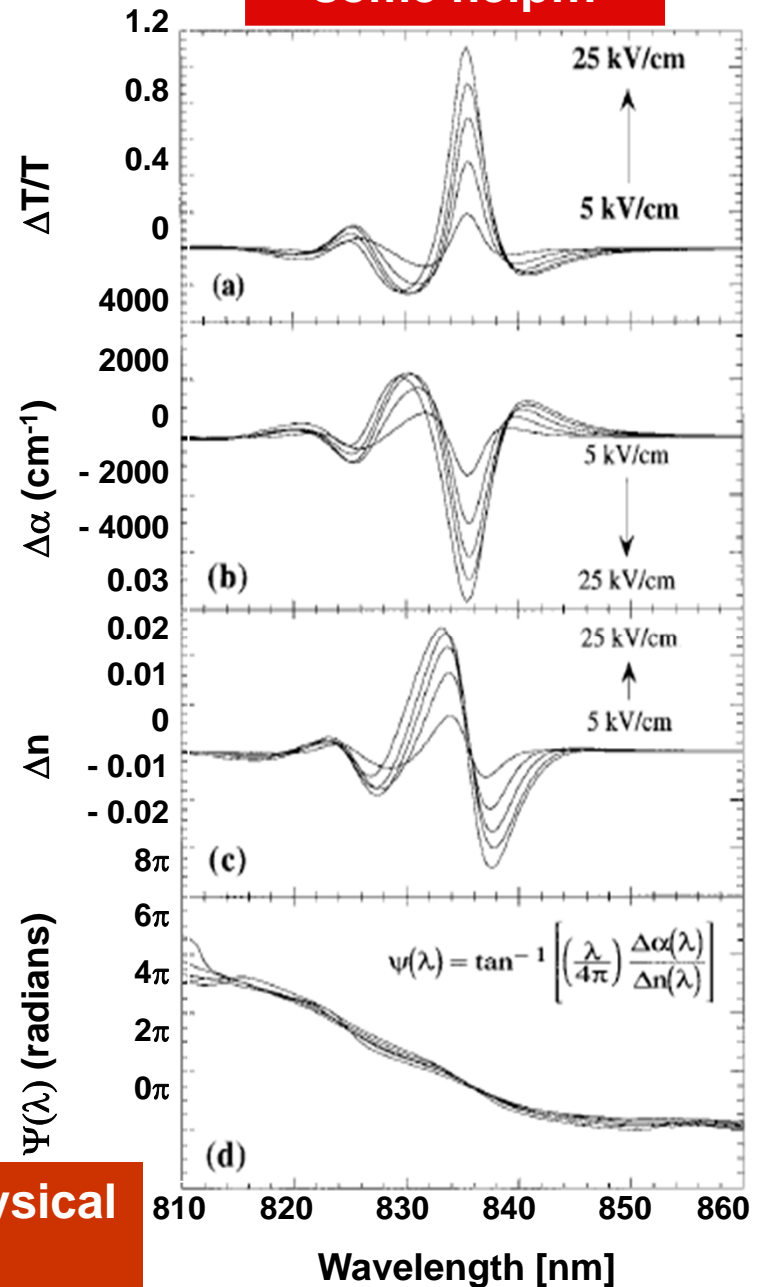 some help...
1.2
0.8
0.4
0
ΔT/T
25 kV/cm
5 kV/cm
(a)
4000
2000
0
- 2000
- 4000
Δα (cm-1)
5 kV/cm
25 kV/cm
(b)
0.03
0.02
0.01
0
- 0.01
- 0.02
Δn
25 kV/cm
5 kV/cm
(c)
8π
6π
4π
2π
0π
Ψ(λ) (radians)
ψ(λ) = tan⁻¹ [(λ/4π) Δα(λ)/Δn(λ)]
(d)
ysical
810 820 830 840 850 860
Wavelength [nm]